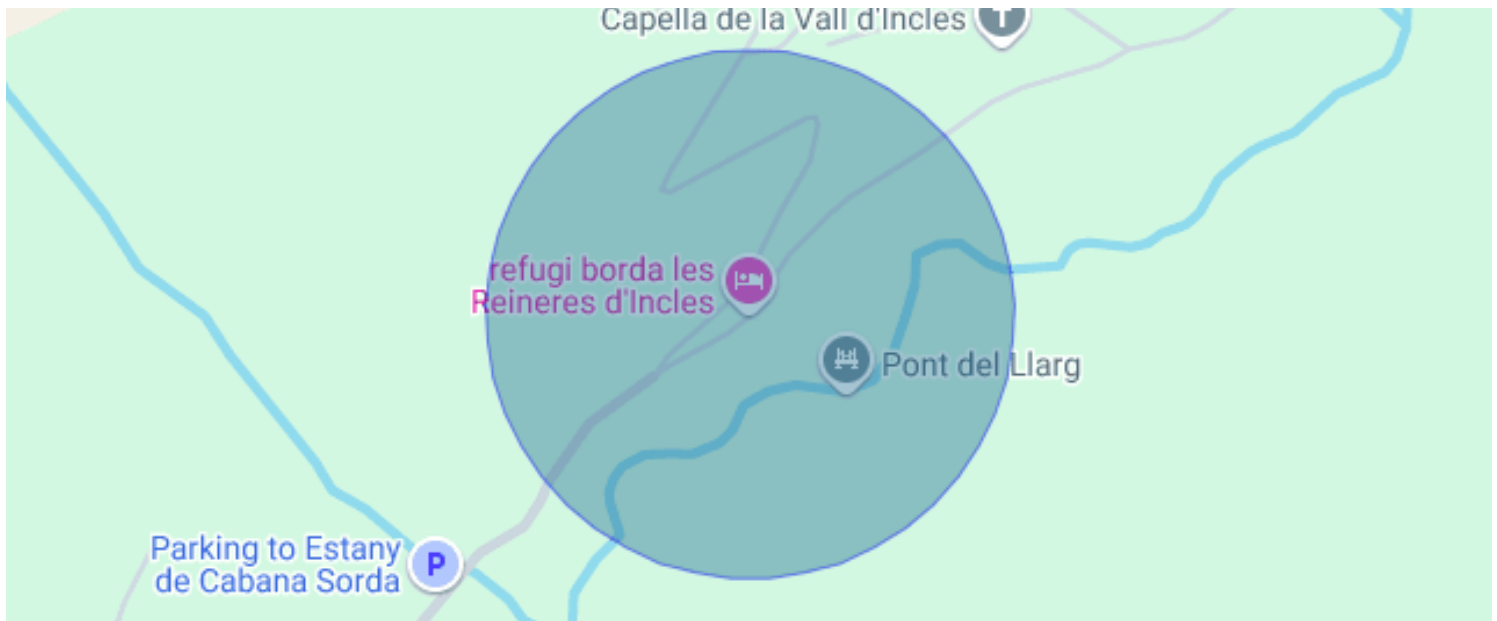 Capella de la Vall d'Incles
refugi borda les
Reineres d'Incles
Pont del Llarg
Parking to Estany
de Cabana Sorda
P